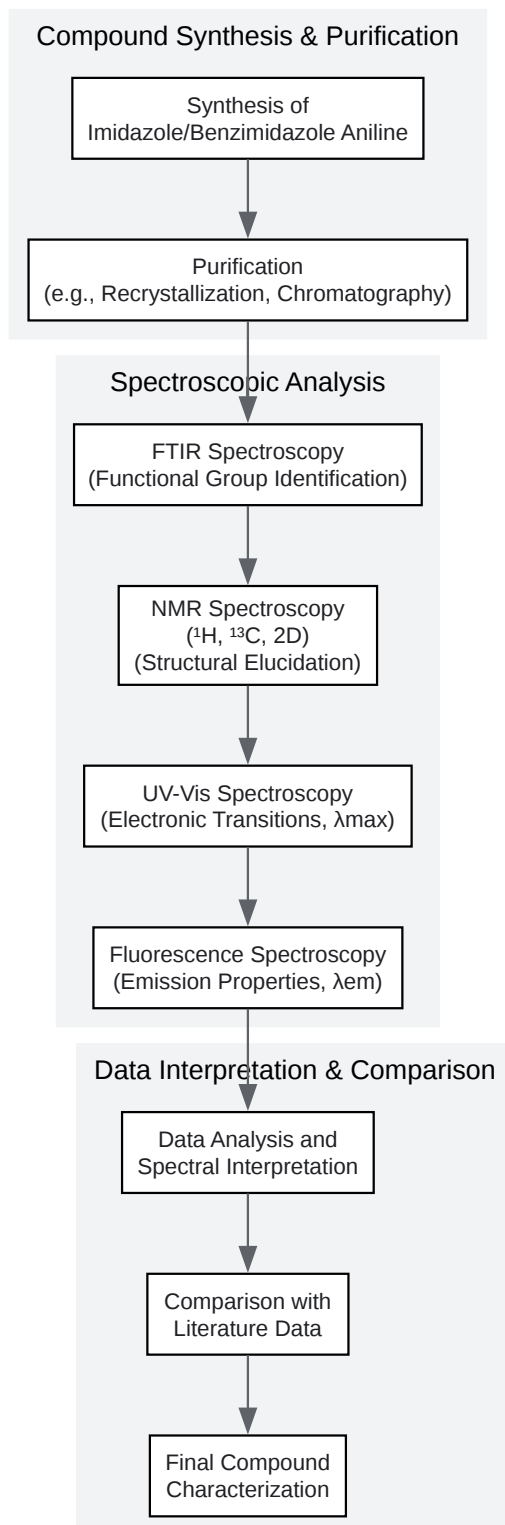 Compound Synthesis & Purification
Synthesis of
Imidazole/Benzimidazole Aniline
Purification
(e.g., Recrystallization, Chromatography)
Spectroscopic Analysis
FTIR Spectroscopy
(Functional Group Identification)
NMR Spectroscopy
(¹H, ¹³C, 2D)
(Structural Elucidation)
UV-Vis Spectroscopy
(Electronic Transitions, λmax)
Fluorescence Spectroscopy
(Emission Properties, λem)
Data Interpretation & Comparison
Data Analysis and
Spectral Interpretation
Comparison with
Literature Data
Final Compound
Characterization